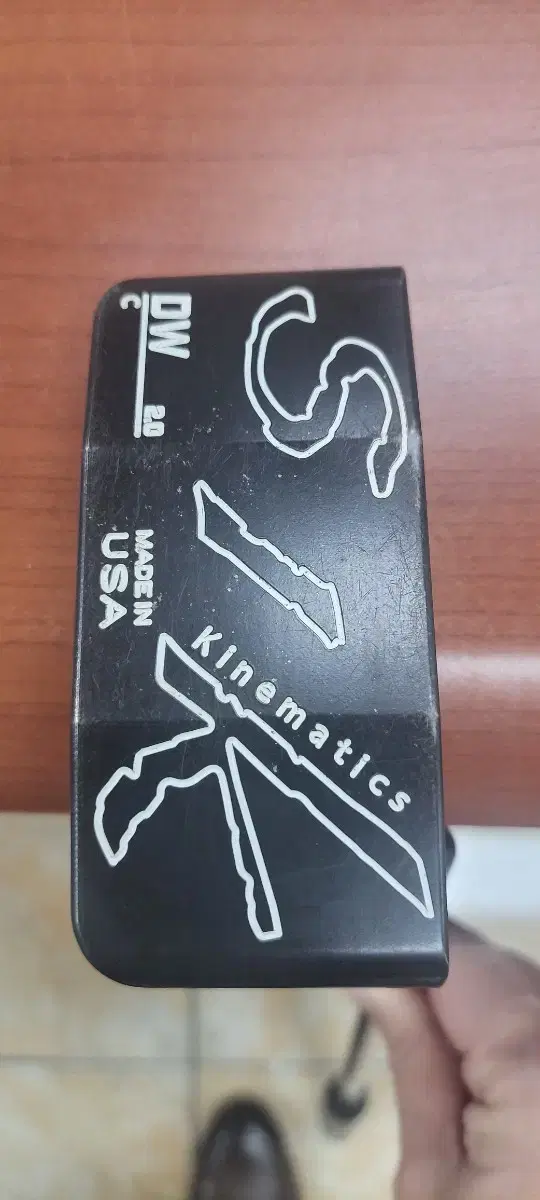 SIK
Kinematics
DW
C 2.0
MADE IN
USA